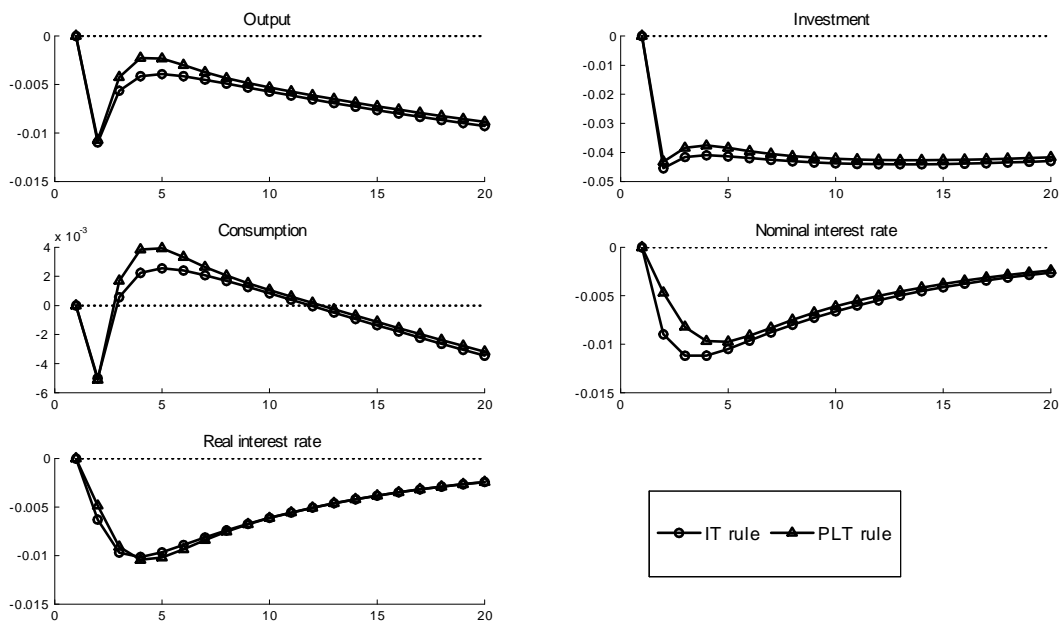 Output
0
-0.005
-0.01
-0.015
0 5 10 15 20
Investment
0
-0.01
-0.02
-0.03
-0.04
-0.05
0 5 10 15 20
x 10⁻³
Consumption
4
2
0
-2
-4
-6
0 5 10 15 20
Nominal interest rate
0
-0.005
-0.01
-0.015
0 5 10 15 20
Real interest rate
0
-0.005
-0.01
-0.015
0 5 10 15 20
IT rule PLT rule